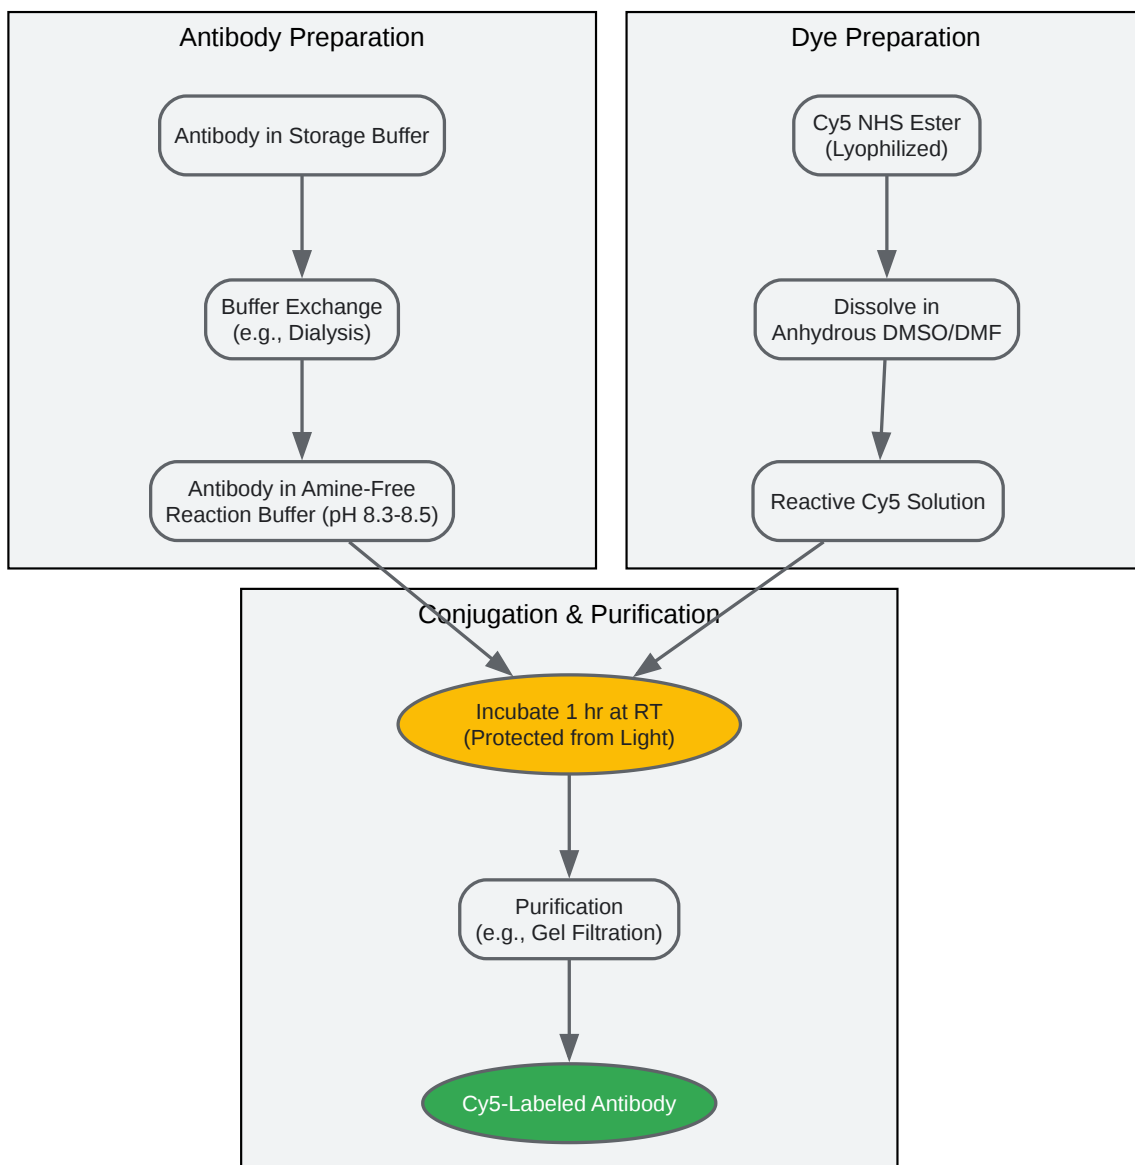 Antibody Preparation
Antibody in Storage Buffer
Buffer Exchange
(e.g., Dialysis)
Antibody in Amine-Free
Reaction Buffer (pH 8.3-8.5)
Dye Preparation
Cy5 NHS Ester
(Lyophilized)
Dissolve in
Anhydrous DMSO/DMF
Reactive Cy5 Solution
Conjugation & Purification
Incubate 1 hr at RT
(Protected from Light)
Purification
(e.g., Gel Filtration)
Cy5-Labeled Antibody